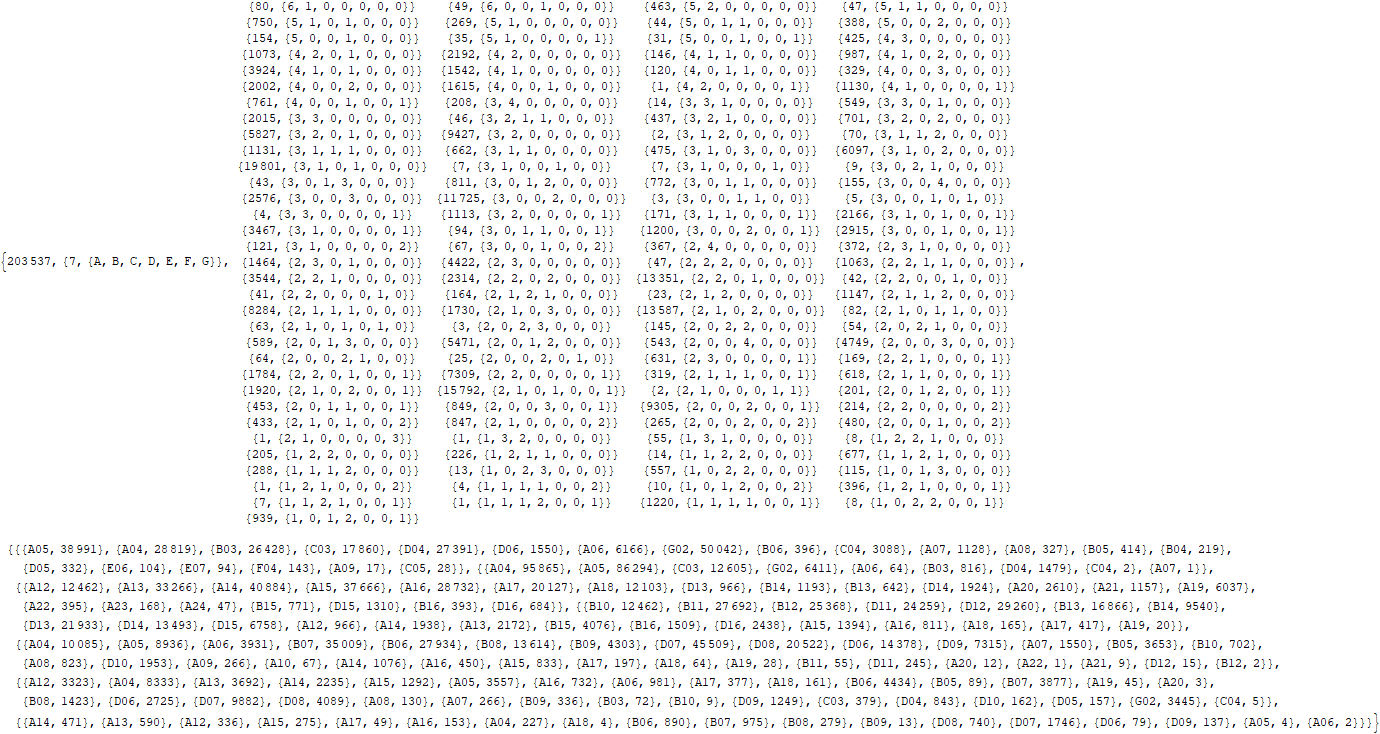 {80, {6, 1, 0, 0, 0, 0, 0}} {49, {6, 0, 0, 1, 0, 0, 0}} {463, {5, 2, 0, 0, 0, 0, 0}} {47, {5, 1, 1, 0, 0, 0, 0}}
{750, {5, 1, 0, 1, 0, 0, 0}} {269, {5, 1, 0, 0, 0, 0, 0}} {44, {5, 0, 1, 1, 0, 0, 0}} {388, {5, 0, 0, 2, 0, 0, 0}}
{154, {5, 0, 0, 1, 0, 0, 0}} {35, {5, 1, 0, 0, 0, 0, 1}} {31, {5, 0, 0, 1, 0, 0, 1}} {425, {4, 3, 0, 0, 0, 0, 0}}
{1073, {4, 2, 0, 1, 0, 0, 0}} {2192, {4, 2, 0, 0, 0, 0, 0}} {146, {4, 1, 1, 0, 0, 0, 0}} {987, {4, 1, 0, 2, 0, 0, 0}}
{3924, {4, 1, 0, 1, 0, 0, 0}} {1542, {4, 1, 0, 0, 0, 0, 0}} {120, {4, 0, 1, 1, 0, 0, 0}} {329, {4, 0, 0, 3, 0, 0, 0}}
{2002, {4, 0, 0, 2, 0, 0, 0}} {1615, {4, 0, 0, 1, 0, 0, 0}} {1, {4, 2, 0, 0, 0, 0, 1}} {1130, {4, 1, 0, 0, 0, 0, 1}}
{761, {4, 0, 0, 1, 0, 0, 1}} {208, {3, 4, 0, 0, 0, 0, 0}} {14, {3, 3, 1, 0, 0, 0, 0}} {549, {3, 3, 0, 1, 0, 0, 0}}
{2015, {3, 3, 0, 0, 0, 0, 0}} {46, {3, 2, 1, 1, 0, 0, 0}} {437, {3, 2, 1, 0, 0, 0, 0}} {701, {3, 2, 0, 2, 0, 0, 0}}
{5827, {3, 2, 0, 1, 0, 0, 0}} {9427, {3, 2, 0, 0, 0, 0, 0}} {2, {3, 1, 2, 0, 0, 0, 0}} {70, {3, 1, 1, 2, 0, 0, 0}}
{1131, {3, 1, 1, 1, 0, 0, 0}} {662, {3, 1, 1, 0, 0, 0, 0}} {475, {3, 1, 0, 3, 0, 0, 0}} {6097, {3, 1, 0, 2, 0, 0, 0}}
{19801, {3, 1, 0, 1, 0, 0, 0}} {7, {3, 1, 0, 0, 1, 0, 0}} {7, {3, 1, 0, 0, 0, 1, 0}} {9, {3, 0, 2, 1, 0, 0, 0}}
{43, {3, 0, 1, 3, 0, 0, 0}} {811, {3, 0, 1, 2, 0, 0, 0}} {772, {3, 0, 1, 1, 0, 0, 0}} {155, {3, 0, 0, 4, 0, 0, 0}}
{2576, {3, 0, 0, 3, 0, 0, 0}} {11725, {3, 0, 0, 2, 0, 0, 0}} {3, {3, 0, 0, 1, 1, 0, 0}} {5, {3, 0, 0, 1, 0, 1, 0}}
{4, {3, 3, 0, 0, 0, 0, 1}} {1113, {3, 2, 0, 0, 0, 0, 1}} {171, {3, 1, 1, 0, 0, 0, 1}} {2166, {3, 1, 0, 1, 0, 0, 1}}
{3467, {3, 1, 0, 0, 0, 0, 1}} {94, {3, 0, 1, 1, 0, 0, 1}} {1200, {3, 0, 0, 2, 0, 0, 1}} {2915, {3, 0, 0, 1, 0, 0, 1}}
{121, {3, 1, 0, 0, 0, 0, 2}} {67, {3, 0, 0, 1, 0, 0, 2}} {367, {2, 4, 0, 0, 0, 0, 0}} {372, {2, 3, 1, 0, 0, 0, 0}}
{203537, {7, {A, B, C, D, E, F, G}}, {1464, {2, 3, 0, 1, 0, 0, 0}} {4422, {2, 3, 0, 0, 0, 0, 0}} {47, {2, 2, 2, 0, 0, 0, 0}} {1063, {2, 2, 1, 1, 0, 0, 0}} ,
{3544, {2, 2, 1, 0, 0, 0, 0}} {2314, {2, 2, 0, 2, 0, 0, 0}} {13351, {2, 2, 0, 1, 0, 0, 0}} {42, {2, 2, 0, 0, 1, 0, 0}}
{41, {2, 2, 0, 0, 0, 1, 0}} {164, {2, 1, 2, 1, 0, 0, 0}} {23, {2, 1, 2, 0, 0, 0, 0}} {1147, {2, 1, 1, 2, 0, 0, 0}}
{8284, {2, 1, 1, 1, 0, 0, 0}} {1730, {2, 1, 0, 3, 0, 0, 0}} {13587, {2, 1, 0, 2, 0, 0, 0}} {82, {2, 1, 0, 1, 1, 0, 0}}
{63, {2, 1, 0, 1, 0, 1, 0}} {3, {2, 0, 2, 3, 0, 0, 0}} {145, {2, 0, 2, 2, 0, 0, 0}} {54, {2, 0, 2, 1, 0, 0, 0}}
{589, {2, 0, 1, 3, 0, 0, 0}} {5471, {2, 0, 1, 2, 0, 0, 0}} {543, {2, 0, 0, 4, 0, 0, 0}} {4749, {2, 0, 0, 3, 0, 0, 0}}
{64, {2, 0, 0, 2, 1, 0, 0}} {25, {2, 0, 0, 2, 0, 1, 0}} {631, {2, 3, 0, 0, 0, 0, 1}} {169, {2, 2, 1, 0, 0, 0, 1}}
{1784, {2, 2, 0, 1, 0, 0, 1}} {7309, {2, 2, 0, 0, 0, 0, 1}} {319, {2, 1, 1, 1, 0, 0, 1}} {618, {2, 1, 1, 0, 0, 0, 1}}
{1920, {2, 1, 0, 2, 0, 0, 1}} {15792, {2, 1, 0, 1, 0, 0, 1}} {2, {2, 1, 0, 0, 0, 1, 1}} {201, {2, 0, 1, 2, 0, 0, 1}}
{453, {2, 0, 1, 1, 0, 0, 1}} {849, {2, 0, 0, 3, 0, 0, 1}} {9305, {2, 0, 0, 2, 0, 0, 1}} {214, {2, 2, 0, 0, 0, 0, 2}}
{433, {2, 1, 0, 1, 0, 0, 2}} {847, {2, 1, 0, 0, 0, 0, 2}} {265, {2, 0, 0, 2, 0, 0, 2}} {480, {2, 0, 0, 1, 0, 0, 2}}
{1, {2, 1, 0, 0, 0, 0, 3}} {1, {1, 3, 2, 0, 0, 0, 0}} {55, {1, 3, 1, 0, 0, 0, 0}} {8, {1, 2, 2, 1, 0, 0, 0}}
{205, {1, 2, 2, 0, 0, 0, 0}} {226, {1, 2, 1, 1, 0, 0, 0}} {14, {1, 1, 2, 2, 0, 0, 0}} {677, {1, 1, 2, 1, 0, 0, 0}}
{288, {1, 1, 1, 2, 0, 0, 0}} {13, {1, 0, 2, 3, 0, 0, 0}} {557, {1, 0, 2, 2, 0, 0, 0}} {115, {1, 0, 1, 3, 0, 0, 0}}
{1, {1, 1, 2, 1, 0, 0, 0, 2}} {4, {1, 1, 1, 1, 0, 0, 2}} {10, {1, 0, 1, 2, 0, 0, 2}} {396, {1, 2, 1, 0, 0, 0, 1}}
{7, {1, 1, 2, 1, 0, 0, 1}} {1, {1, 1, 1, 2, 0, 0, 1}} {1220, {1, 1, 1, 1, 0, 0, 1}} {8, {1, 0, 2, 2, 0, 0, 1}}
{939, {1, 0, 1, 2, 0, 0, 1}}
{{{{A05, 38991}, {A04, 28819}, {B03, 26428}, {C03, 17860}, {D04, 27391}, {D06, 1550}, {A06, 6166}, {G02, 50042}, {B06, 396}, {C04, 3088}, {A07, 1128}, {A08, 327}, {B05, 414}, {B04, 219},
{D05, 332}, {E06, 104}, {E07, 94}, {F04, 143}, {A09, 17}, {C05, 28}}, {{A04, 95865}, {A05, 86294}, {C03, 12605}, {G02, 6411}, {A06, 64}, {B03, 816}, {D04, 1479}, {C04, 2}, {A07, 1}},
{{A12, 12462}, {A13, 33266}, {A14, 40884}, {A15, 37666}, {A16, 28732}, {A17, 20127}, {A18, 12103}, {D13, 966}, {B14, 1193}, {B13, 642}, {D14, 1924}, {A20, 2610}, {A21, 1157}, {A19, 6037},
{A22, 395}, {A23, 168}, {A24, 47}, {B15, 771}, {D15, 1310}, {B16, 393}, {D16, 684}}, {{B10, 12462}, {B11, 27692}, {B12, 25368}, {D11, 24259}, {D12, 29260}, {B13, 16866}, {B14, 9540},
{D13, 21933}, {D14, 13493}, {D15, 6758}, {A12, 966}, {A14, 1938}, {A13, 2172}, {B15, 4076}, {B16, 1509}, {D16, 2438}, {A15, 1394}, {A16, 811}, {A18, 165}, {A17, 417}, {A19, 20}},
{{A04, 10085}, {A05, 8936}, {A06, 3931}, {B07, 35009}, {B06, 27934}, {B08, 13614}, {B09, 4303}, {D07, 45509}, {D08, 20522}, {D06, 14378}, {D09, 7315}, {A07, 1550}, {B05, 3653}, {B10, 702},
{A08, 823}, {D10, 1953}, {A09, 266}, {A10, 67}, {A14, 1076}, {A16, 450}, {A15, 833}, {A17, 197}, {A18, 64}, {A19, 28}, {B11, 55}, {D11, 245}, {A20, 12}, {A22, 1}, {A21, 9}, {D12, 15}, {B12, 2}},
{{A12, 3323}, {A04, 8333}, {A13, 3692}, {A14, 2235}, {A15, 1292}, {A05, 3557}, {A16, 732}, {A06, 981}, {A17, 377}, {A18, 161}, {B06, 4434}, {B05, 89}, {B07, 3877}, {A19, 45}, {A20, 3},
{B08, 1423}, {D06, 2725}, {D07, 9882}, {D08, 4089}, {A08, 130}, {A07, 266}, {B09, 336}, {B03, 72}, {B10, 9}, {D09, 1249}, {C03, 379}, {D04, 843}, {D10, 162}, {D05, 157}, {G02, 3445}, {C04, 5}},
{{A14, 471}, {A13, 590}, {A12, 336}, {A15, 275}, {A17, 49}, {A16, 153}, {A04, 227}, {A18, 4}, {B06, 890}, {B07, 975}, {B08, 279}, {B09, 13}, {D08, 740}, {D07, 1746}, {D06, 79}, {D09, 137}, {A05, 4}, {A06, 2}}}}